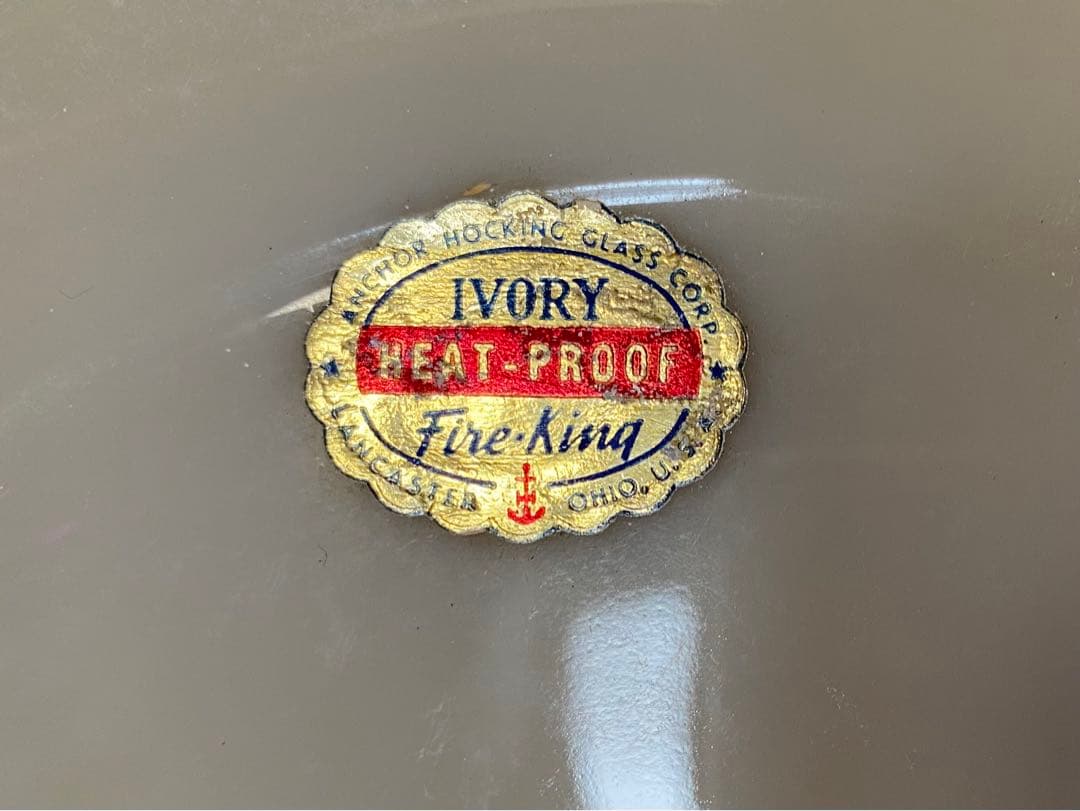 ANCHOR HOCKING GLASS CORP.
IVORY
HEAT-PROOF
Fire-King
LANCASTER OHIO, U.S.A.